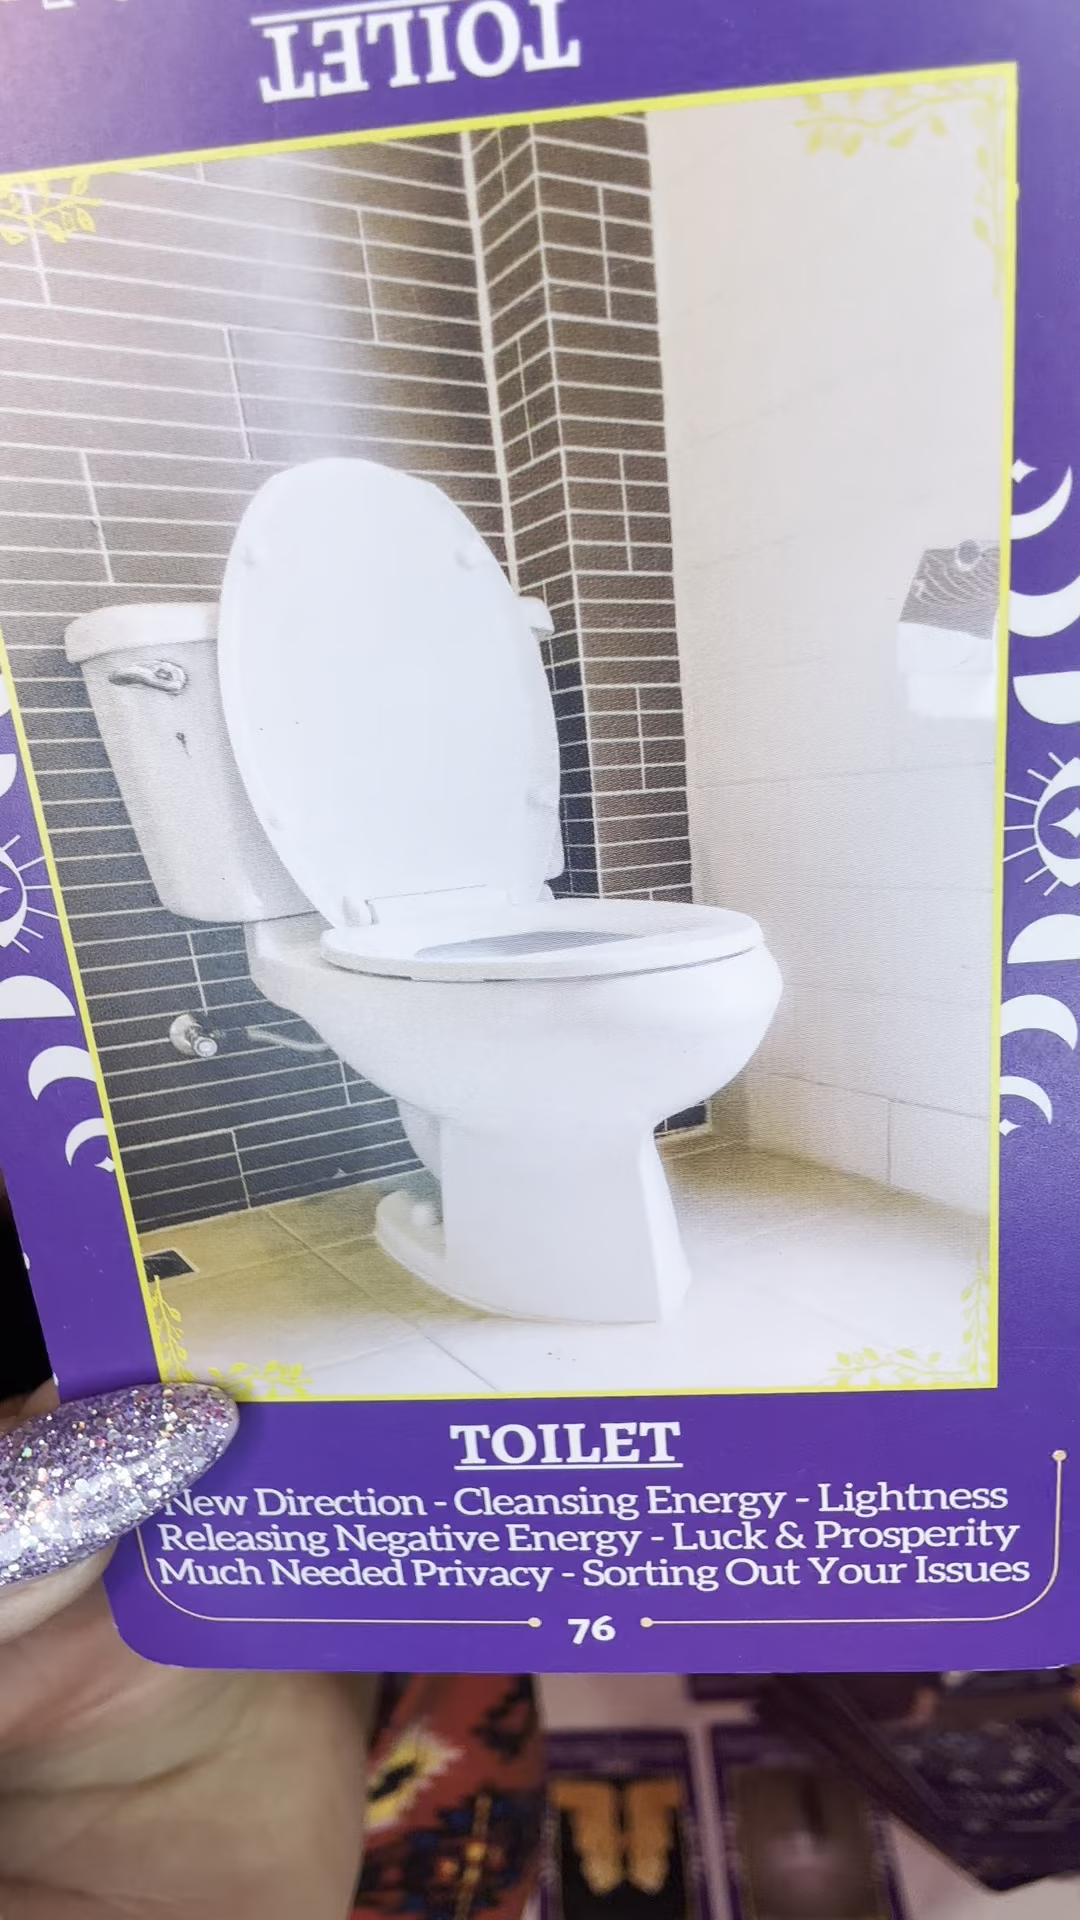 TOILET
TOILET
New Direction - Cleansing Energy - Lightness
Releasing Negative Energy - Luck & Prosperity
Much Needed Privacy - Sorting Out Your Issues
76